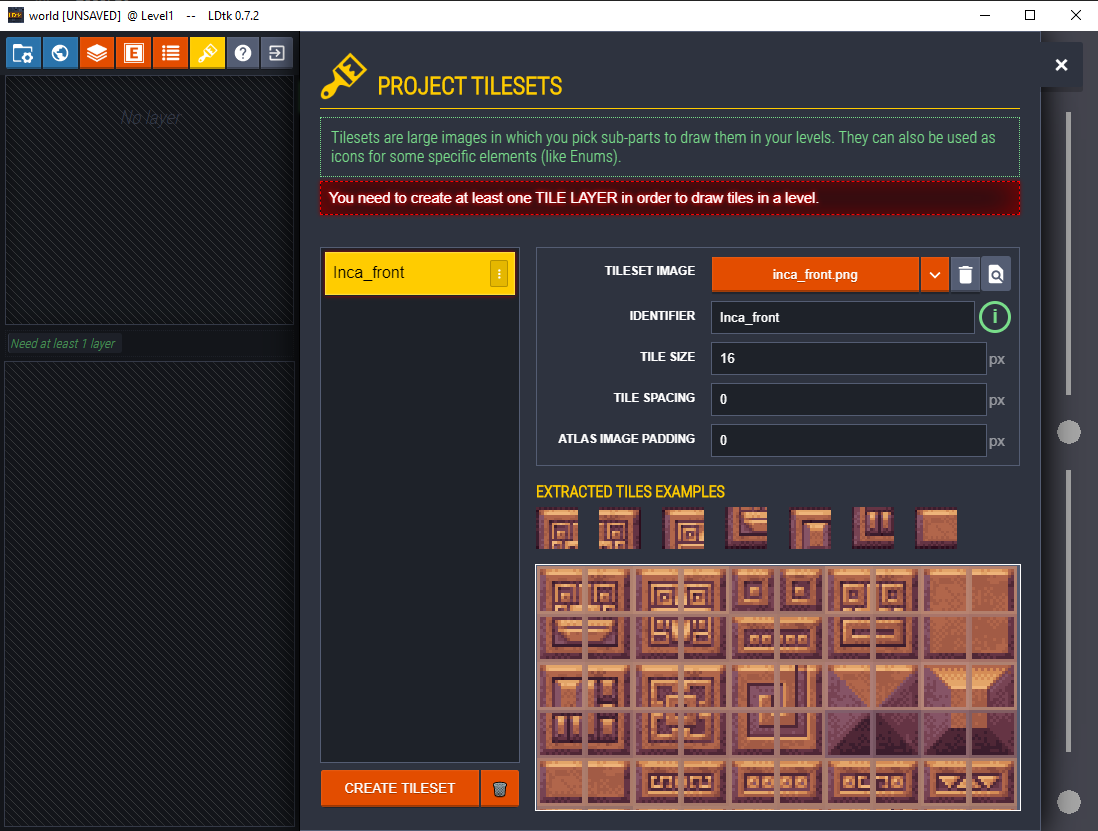 world [UNSAVED] @ Level1 -- LDtk 0.7.2
No layer
Need at least 1 layer
PROJECT TILESETS
Tilesets are large images in which you pick sub-parts to draw them in your levels. They can also be used as
icons for some specific elements (like Enums).
You need to create at least one TILE LAYER in order to draw tiles in a level.
Inca_front
CREATE TILESET
TILESET IMAGE inca_front.png
IDENTIFIER Inca_front
TILE SIZE 16 px
TILE SPACING 0 px
ATLAS IMAGE PADDING 0 px
EXTRACTED TILES EXAMPLES